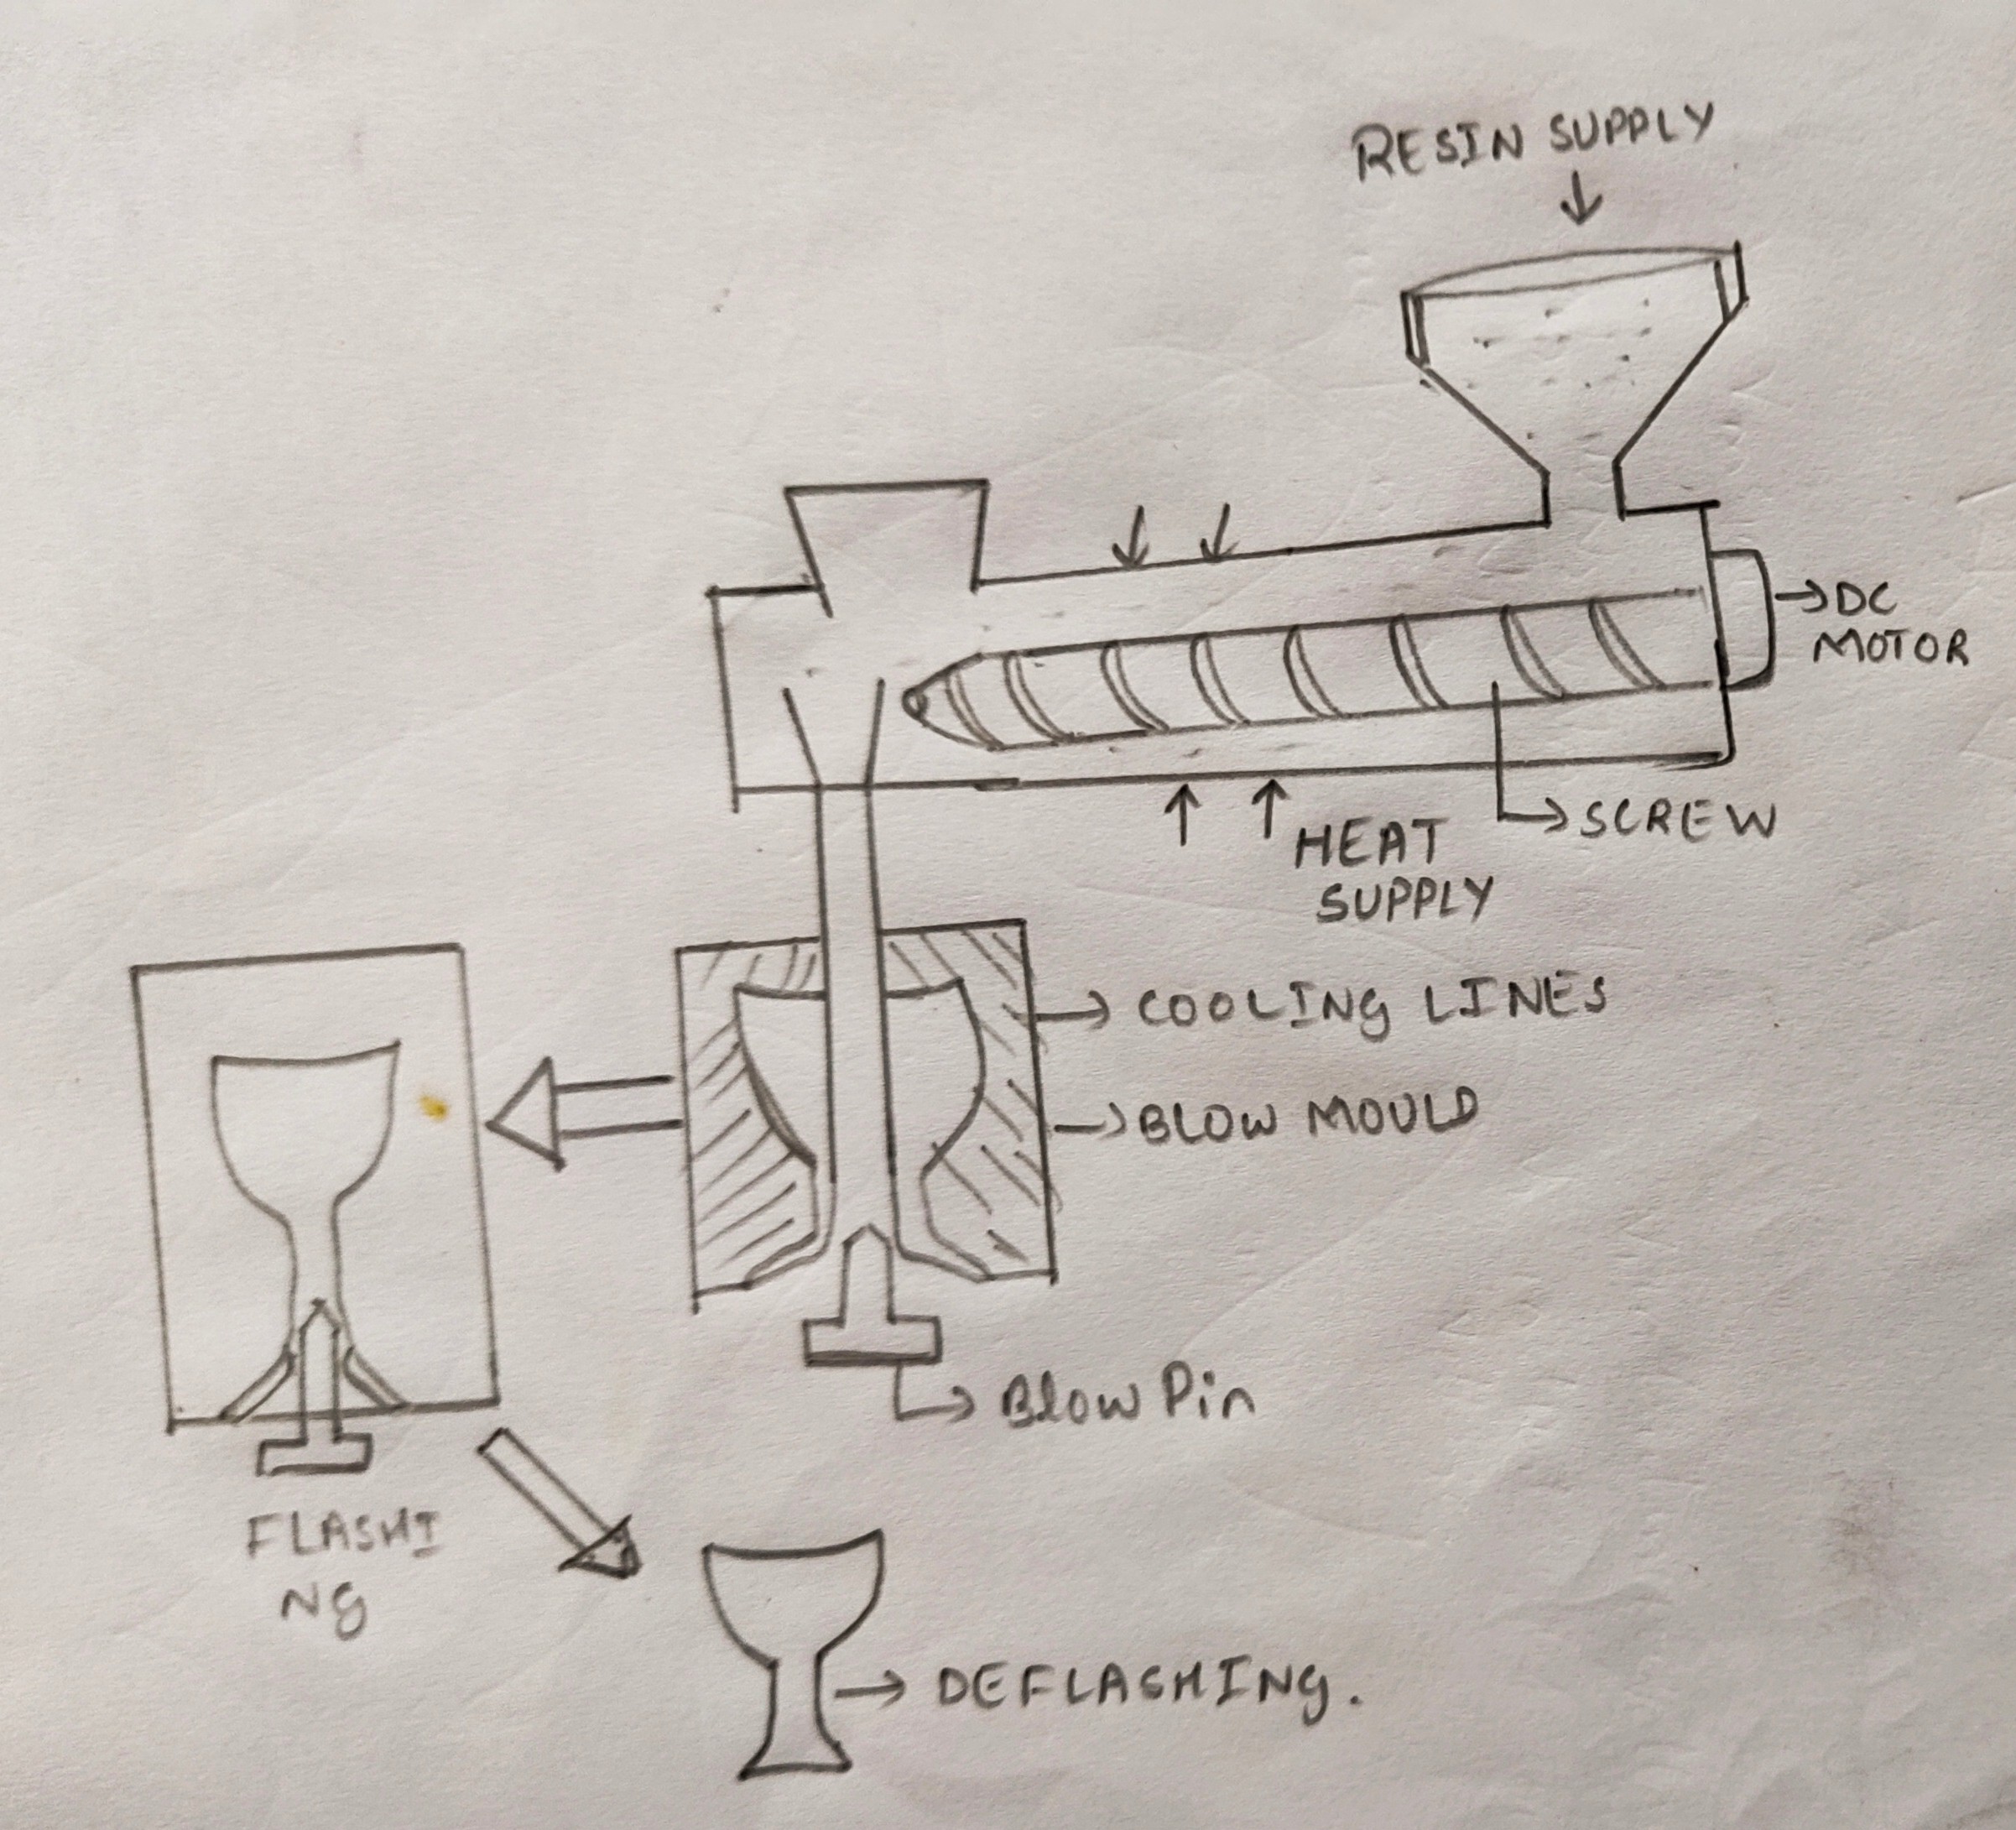 RESIN SUPPLY
DC
MOTOR
SCREW
HEAT
SUPPLY
COOLING LINES
BLOW MOULD
Blow Pin
FLASHI
NG
DEFLASHING.